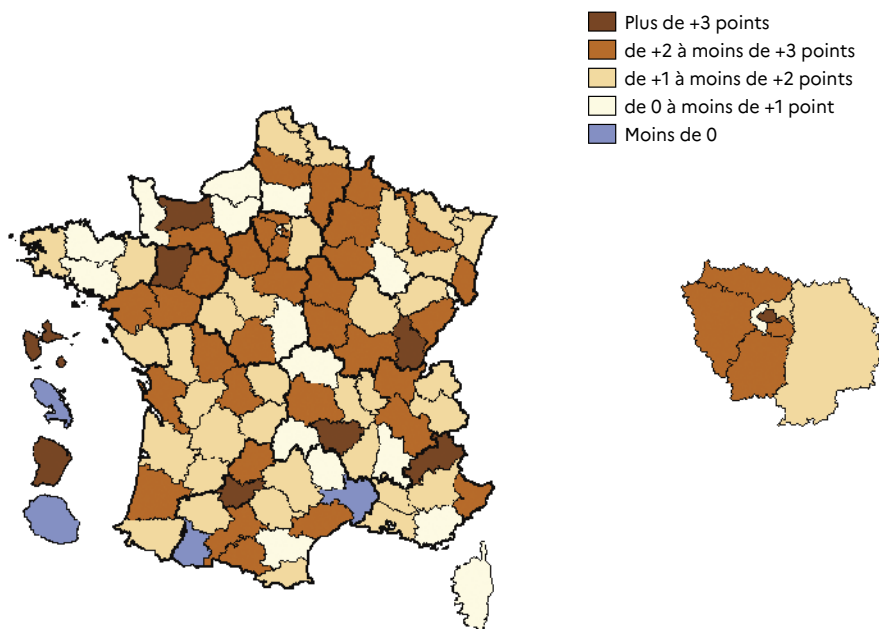 Plus de +3 points
de +2 à moins de +3 points
de +1 à moins de +2 points
de 0 à moins de +1 point
Moins de 0